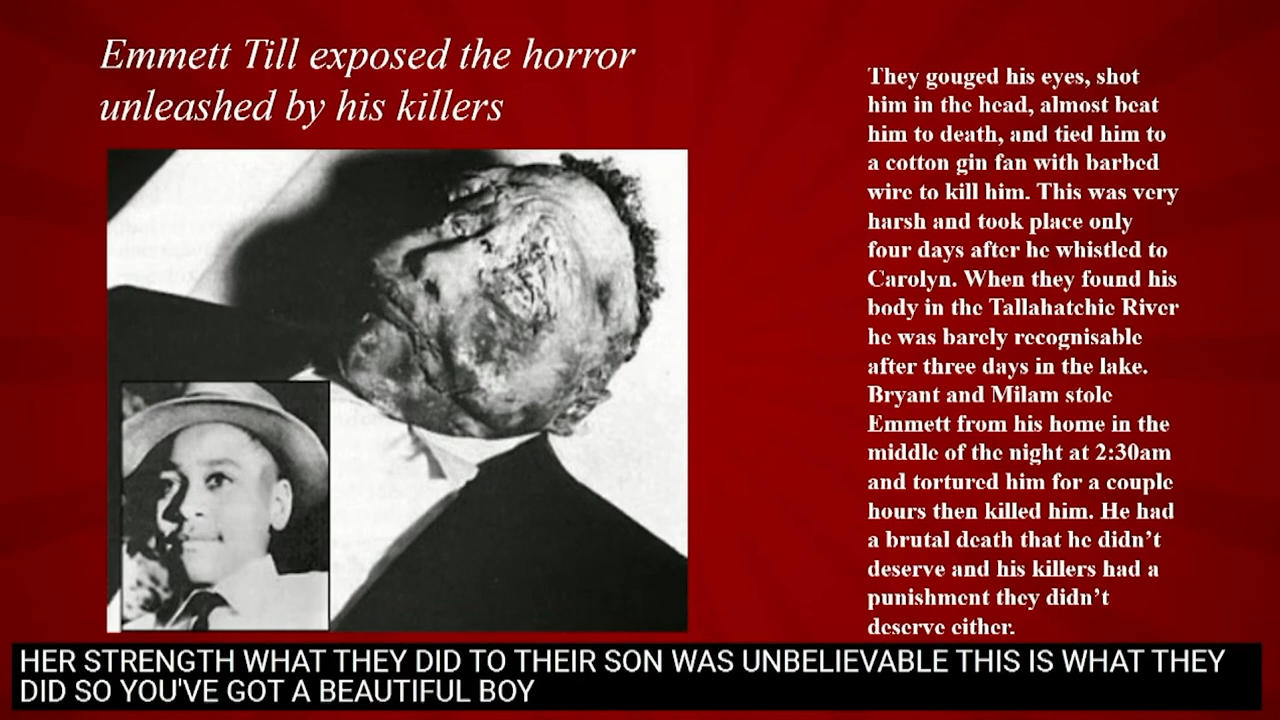 Emmett Till exposed the horror
unleashed by his killers
They gouged his eyes, shot
him in the head, almost beat
him to death, and tied him to
a cotton gin fan with barbed
wire to kill him. This was very
harsh and took place only
four days after he whistled to
Carolyn. When they found his
body in the Tallahatchie River
he was barely recognisable
after three days in the lake.
Bryant and Milam stole
Emmett from his home in the
middle of the night at 2:30am
and tortured him for a couple
hours then killed him. He had
a brutal death that he didn't
deserve and his killers had a
punishment they didn't
deserve either.
HER STRENGTH WHAT THEY DID TO THEIR SON WAS UNBELIEVABLE THIS IS WHAT THEY
DID SO YOU'VE GOT A BEAUTIFUL BOY